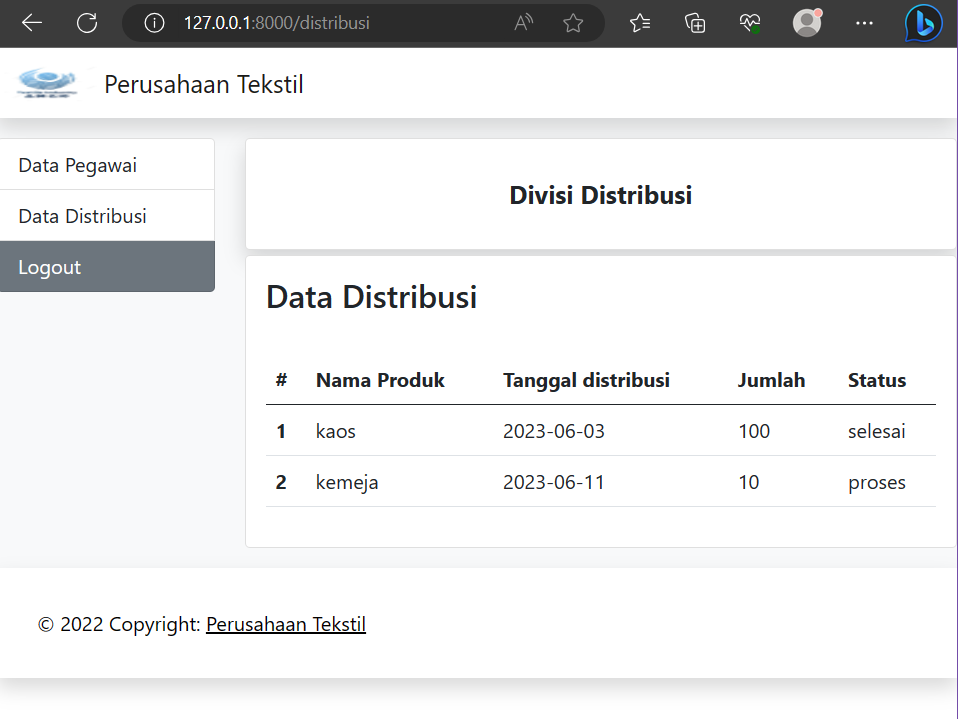 127.0.0.1:8000/distribusi
Perusahaan Tekstil
Data Pegawai
Data Distribusi
Logout
Divisi Distribusi
Data Distribusi
# Nama Produk Tanggal distribusi Jumlah Status
1 kaos 2023-06-03 100 selesai
2 kemeja 2023-06-11 10 proses
© 2022 Copyright: Perusahaan Tekstil